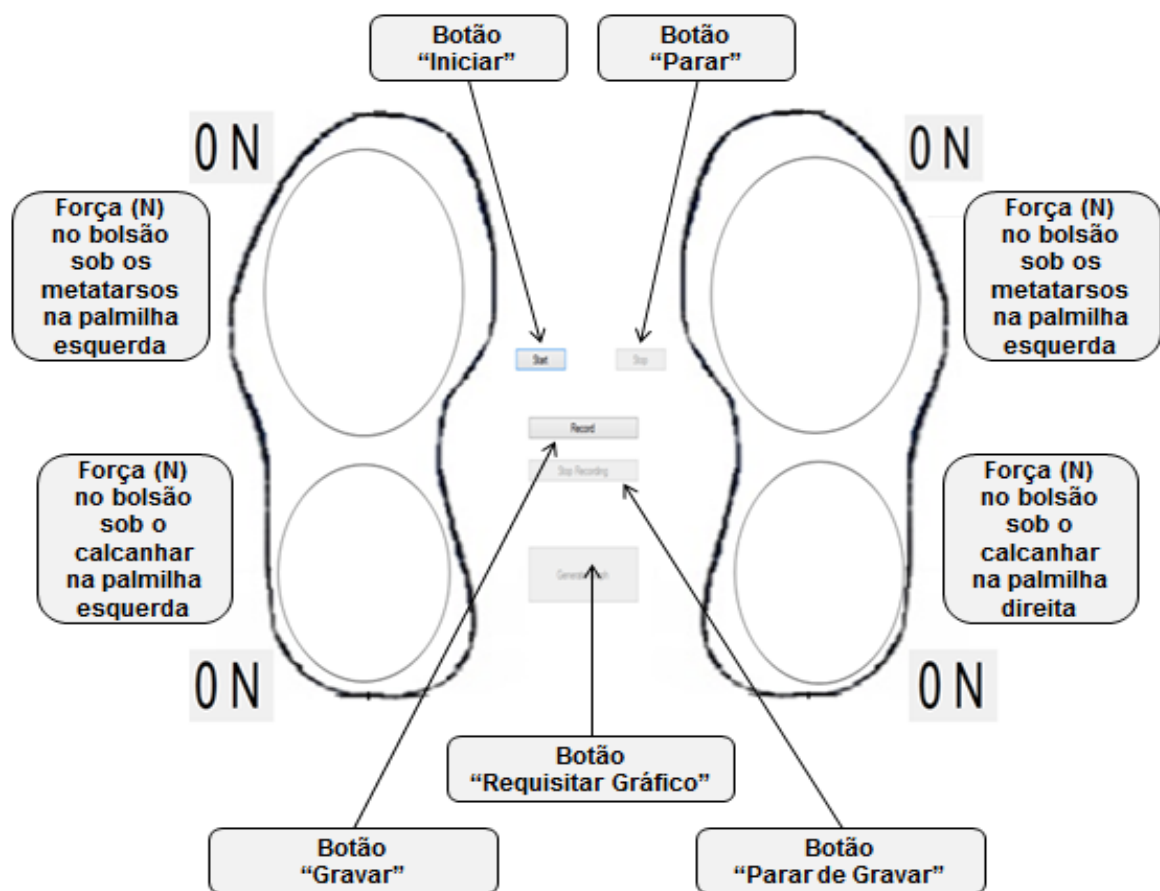 Botão
“Iniciar”
Botão
“Parar”
0 N
0 N
Força (N)
no bolsão
sob os
metatarsos
na palmilha
esquerda
Força (N)
no bolsão
sob os
metatarsos
na palmilha
esquerda
Start
Stop
Record
Stop Recording
Força (N)
no bolsão
sob o
calcanhar
na palmilha
esquerda
Força (N)
no bolsão
sob o
calcanhar
na palmilha
direita
0 N
0 N
Botão
“Requisitar Gráfico”
Botão
“Gravar”
Botão
“Parar de Gravar”